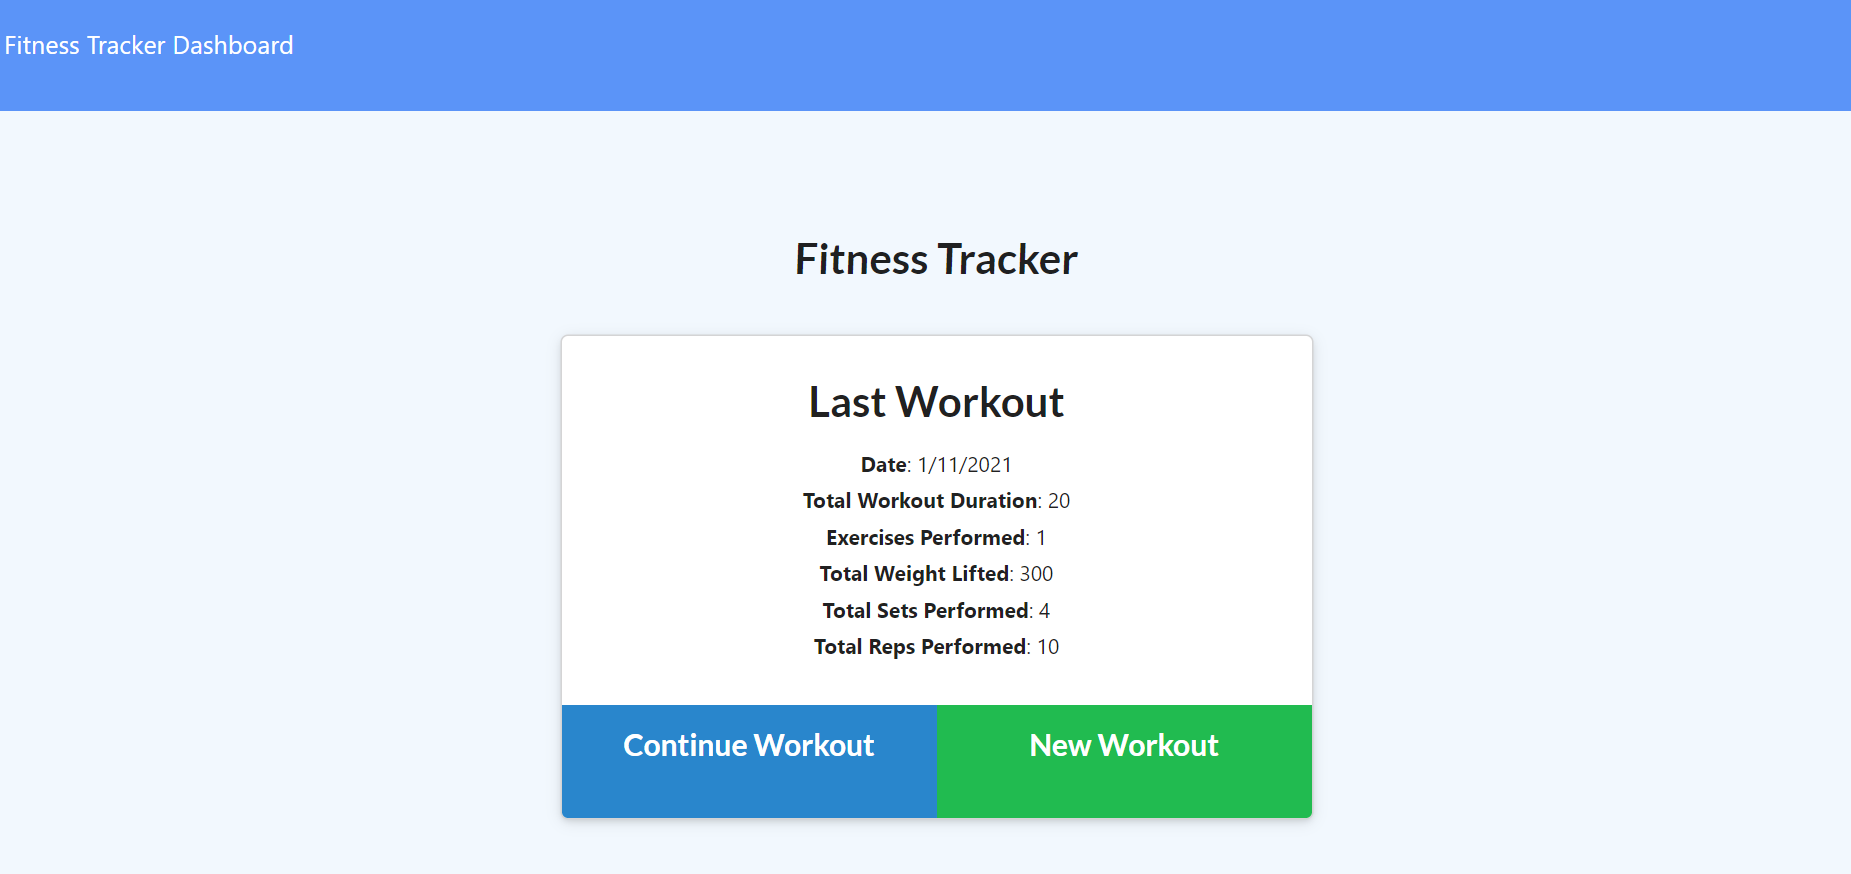 Fitness Tracker Dashboard
Fitness Tracker
Last Workout
Date: 1/11/2021
Total Workout Duration: 20
Exercises Performed: 1
Total Weight Lifted: 300
Total Sets Performed: 4
Total Reps Performed: 10
Continue Workout
New Workout